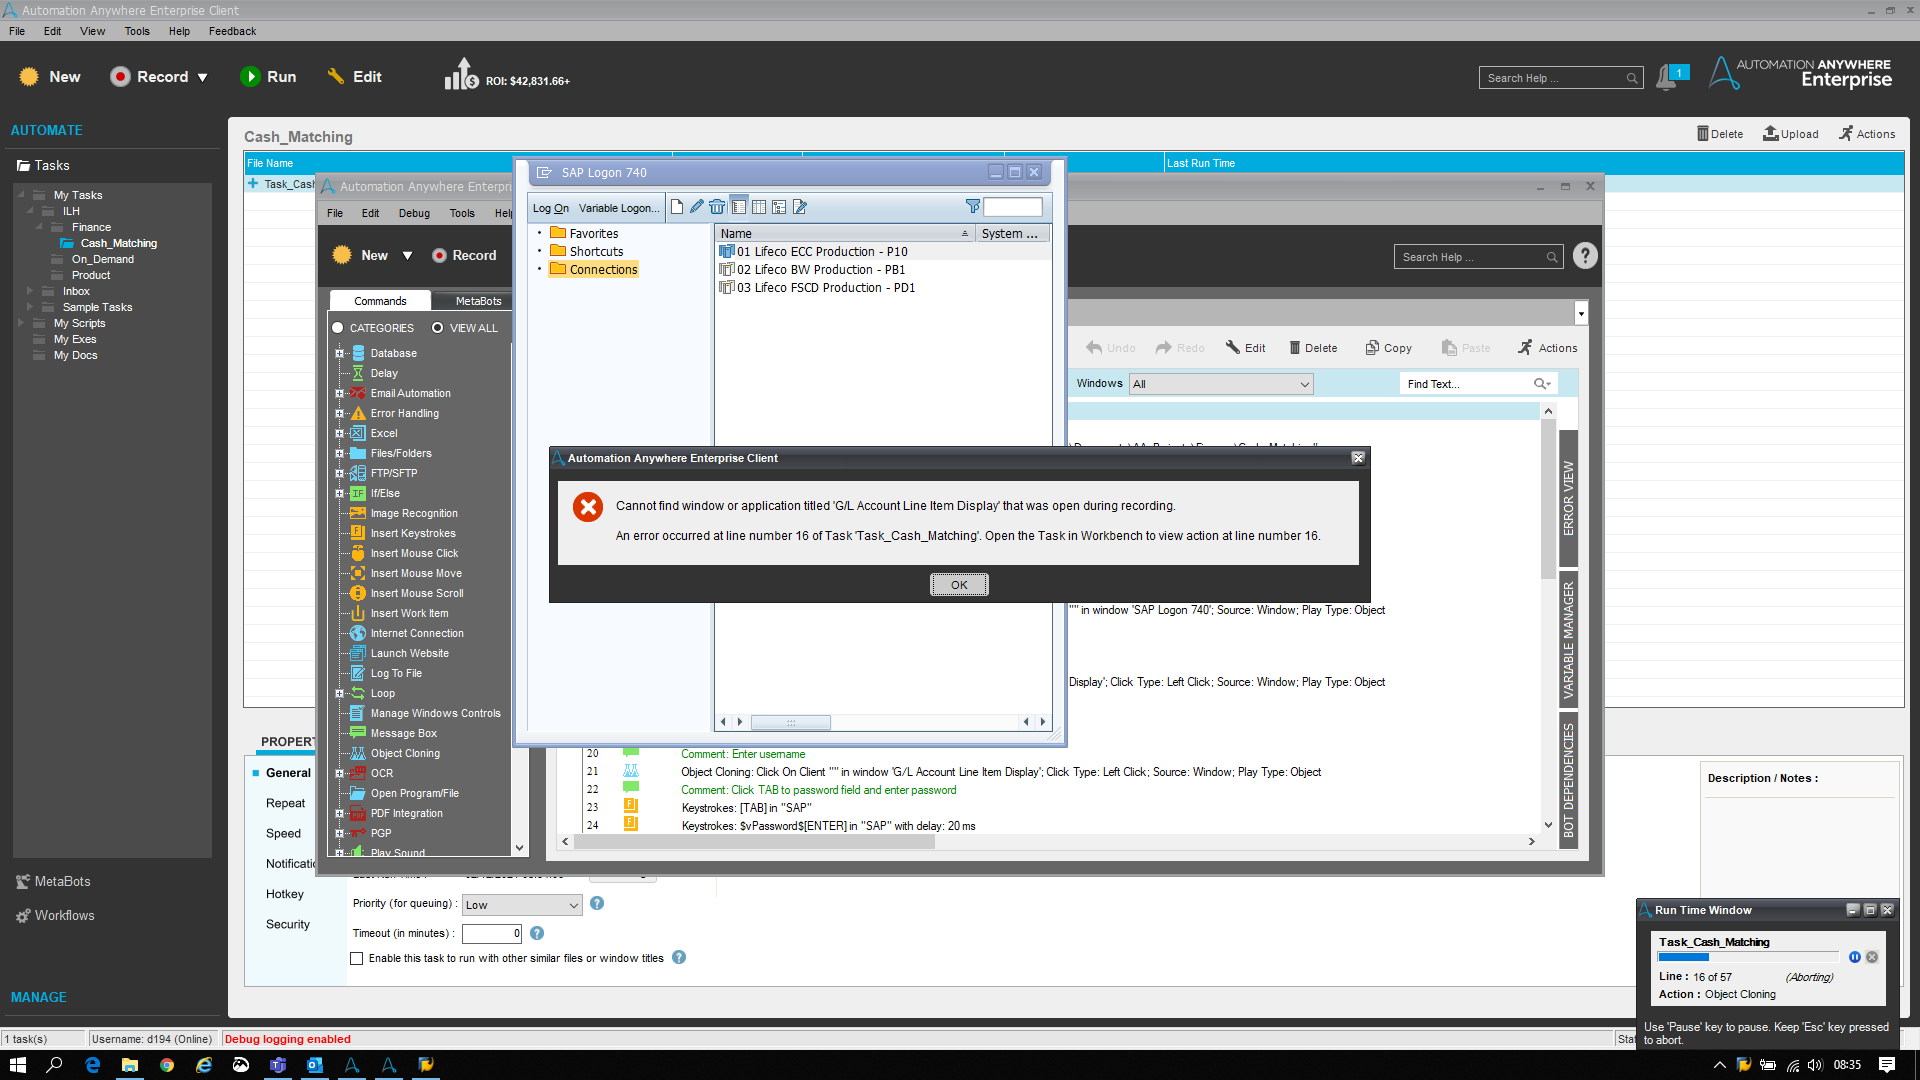 Automation Anywhere Enterprise Client
File Edit View Tools Help Feedback
New Record Run Edit ROI: $42,831.66+
Search Help ...
1
AUTOMATION ANYWHERE
Enterprise
AUTOMATE
Tasks
My Tasks
ILH
Finance
Cash_Matching
On_Demand
Product
Inbox
Sample Tasks
My Scripts
My Exes
My Docs
MetaBots
Workflows
MANAGE
Cash_Matching
Delete Upload Actions
File Name
Last Run Time
Task_Cash
Automation Anywhere Enterpri
File Edit Debug Tools Help
New Record
Search Help ...
?
Commands MetaBots
CATEGORIES VIEW ALL
Database
Delay
Email Automation
Error Handling
Excel
Files/Folders
FTP/SFTP
If/Else
Image Recognition
Insert Keystrokes
Insert Mouse Click
Insert Mouse Move
Insert Mouse Scroll
Insert Work Item
Internet Connection
Launch Website
Log To File
Loop
Manage Windows Controls
Message Box
Object Cloning
OCR
Open Program/File
PDF Integration
PGP
Play Sound
SAP Logon 740
Log On Variable Logon...
Favorites
Shortcuts
Connections
Name System ...
01 Lifeco ECC Production - P10
02 Lifeco BW Production - PB1
03 Lifeco FSCD Production - PD1
Undo Redo Edit Delete Copy Paste Actions
Windows All Find Text...
ERROR VIEW
VARIABLE MANAGER
BOT DEPENDENCIES
Automation Anywhere Enterprise Client
Cannot find window or application titled 'G/L Account Line Item Display' that was open during recording.
An error occurred at line number 16 of Task 'Task_Cash_Matching'. Open the Task in Workbench to view action at line number 16.
OK
"" in window 'SAP Logon 740'; Source: Window; Play Type: Object
Display'; Click Type: Left Click; Source: Window; Play Type: Object
20 Comment: Enter username
21 Object Cloning: Click On Client "" in window 'G/L Account Line Item Display'; Click Type: Left Click; Source: Window; Play Type: Object
22 Comment: Click TAB to password field and enter password
23 Keystrokes: [TAB] in "SAP"
24 Keystrokes: $vPassword$[ENTER] in "SAP" with delay: 20 ms
PROPERT
General
Repeat
Speed
Notificatio
Hotkey
Security
Priority (for queuing) : Low ?
Timeout (in minutes) : 0 ?
Enable this task to run with other similar files or window titles ?
Description / Notes :
Run Time Window
Task_Cash_Matching
Line : 16 of 57 (Aborting)
Action : Object Cloning
Use 'Pause' key to pause. Keep 'Esc' key pressed
to abort.
1 task(s) Username: d194 (Online) Debug logging enabled Stat
08:35